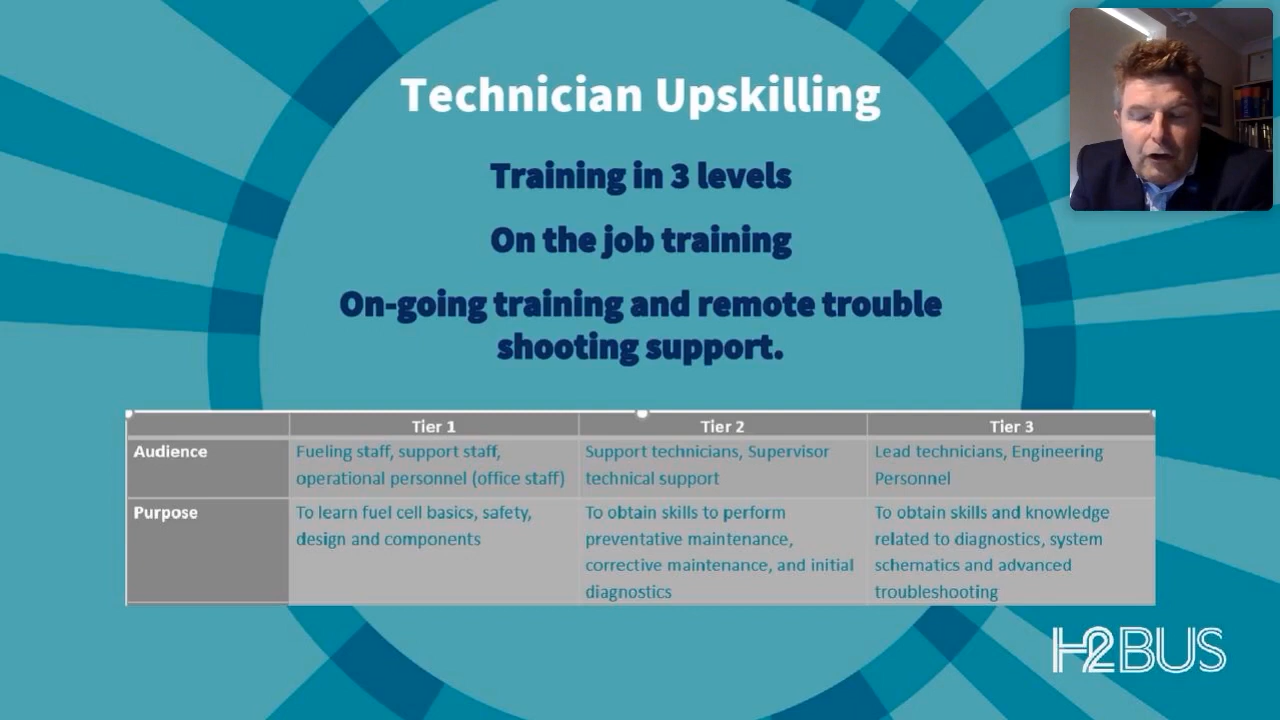 Technician Upskilling
Training in 3 levels
On the job training
On-going training and remote trouble
shooting support.
Tier 1
Tier 2
Tier 3
Audience
Fueling staff, support staff,
operational personnel (office staff)
Support technicians, Supervisor
technical support
Lead technicians, Engineering
Personnel
Purpose
To learn fuel cell basics, safety,
design and components
To obtain skills to perform
preventative maintenance,
corrective maintenance, and initial
diagnostics
To obtain skills and knowledge
related to diagnostics, system
schematics and advanced
troubleshooting
H2BUS